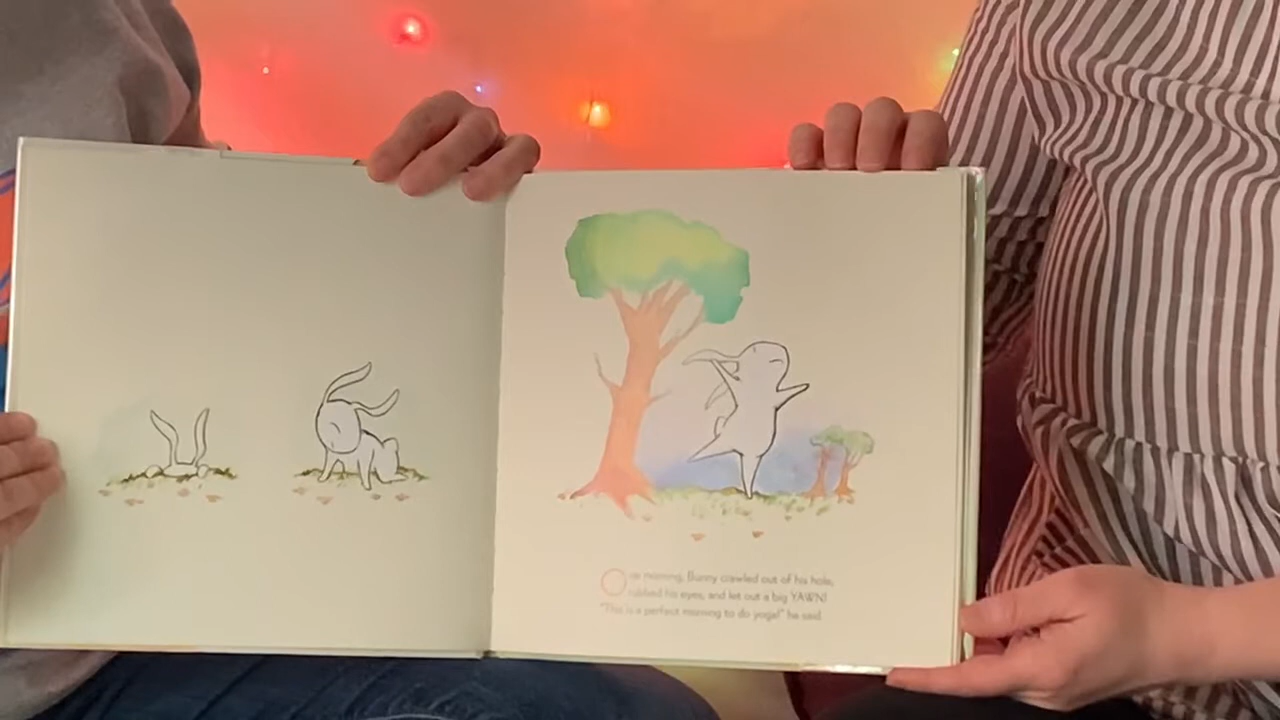 One morning, Bunny crawled out of his hole,
rubbed his eyes, and let out a big YAWN!
"This is a perfect morning to do yoga!" he said.